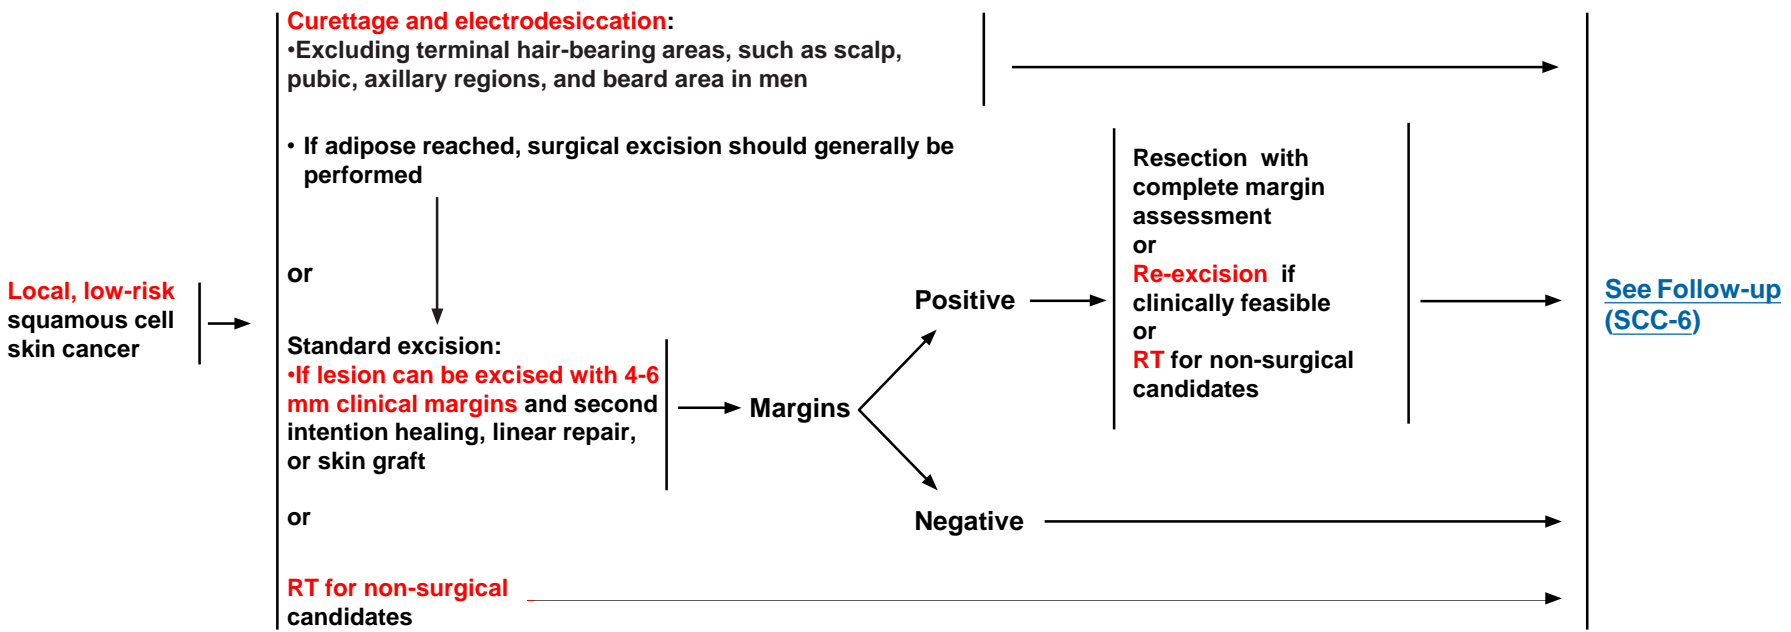 Curettage and electrodesiccation:
•Excluding terminal hair-bearing areas, such as scalp,
pubic, axillary regions, and beard area in men
• If adipose reached, surgical excision should generally be
performed
or
Local, low-risk
squamous cell
skin cancer
Standard excision:
•If lesion can be excised with 4-6
mm clinical margins and second
intention healing, linear repair,
or skin graft
or
RT for non-surgical
candidates
Margins
Positive
Negative
Resection with
complete margin
assessment
or
Re-excision if
clinically feasible
or
RT for non-surgical
candidates
See Follow-up
(SCC-6)